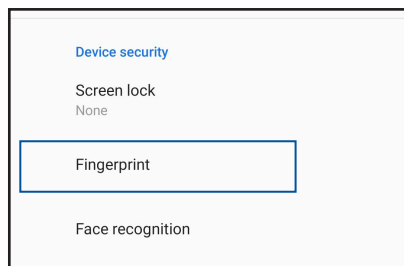 Device security
Screen lock
None
Fingerprint
Face recognition